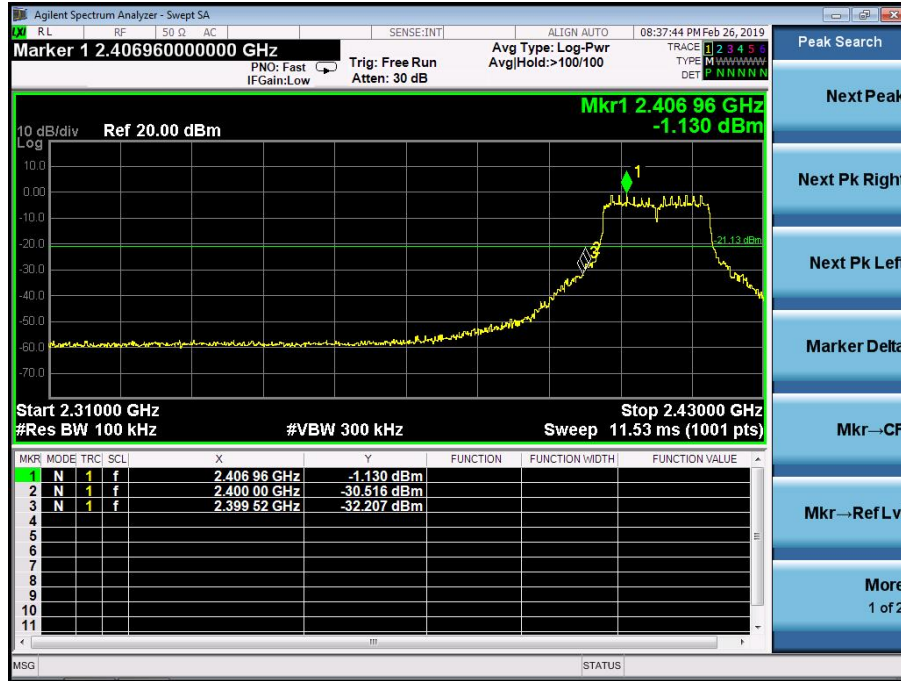 Agilent Spectrum Analyzer - Swept SA
LXI RL RF 50 Ω AC SENSE:INT ALIGN AUTO 08:37:44 PM Feb 26, 2019
Marker 1 2.406960000000 GHz
PNO: Fast
IFGain:Low
Trig: Free Run
Atten: 30 dB
Avg Type: Log-Pwr
Avg|Hold:>100/100
TRACE 1 2 3 4 5 6
TYPE M WWWWW
DET P N N N N N
Mkr1 2.406 96 GHz
-1.130 dBm
10 dB/div Ref 20.00 dBm
Log
10.0
0.00
-10.0
-20.0
-30.0
-40.0
-50.0
-60.0
-70.0
1
3
-21.13 dBm
Start 2.31000 GHz Stop 2.43000 GHz
#Res BW 100 kHz #VBW 300 kHz Sweep 11.53 ms (1001 pts)
MKR MODE TRC SCL X Y FUNCTION FUNCTION WIDTH FUNCTION VALUE
1 N 1 f 2.406 96 GHz -1.130 dBm
2 N 1 f 2.400 00 GHz -30.516 dBm
3 N 1 f 2.399 52 GHz -32.207 dBm
4
5
6
7
8
9
10
11
MSG STATUS
Peak Search
Next Peak
Next Pk Right
Next Pk Left
Marker Delta
Mkr→CF
Mkr→Ref Lv
More
1 of 2